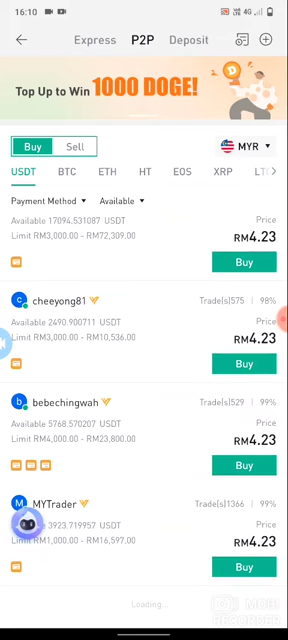 16:10 4G
Express P2P Deposit
Top Up to Win 1000 DOGE!
Buy Sell MYR
USDT BTC ETH HT EOS XRP LTC
Payment Method Available
Available 17094.531087 USDT Price
Limit RM3,000.00 - RM72,309.00 RM4.23
Buy
c cheeyong81 Trade(s)575 | 98%
Available 2490.900711 USDT Price
Limit RM3,000.00 - RM10,536.00 RM4.23
Buy
b bebechingwah Trade(s)529 | 99%
Available 5768.570207 USDT Price
Limit RM4,000.00 - RM23,800.00 RM4.23
Buy
M MYTrader Trade(s)1366 | 99%
3923.719957 USDT Price
Limit RM1,000.00 - RM16,597.00 RM4.23
Buy
Loading...
MOBI
RECORDER